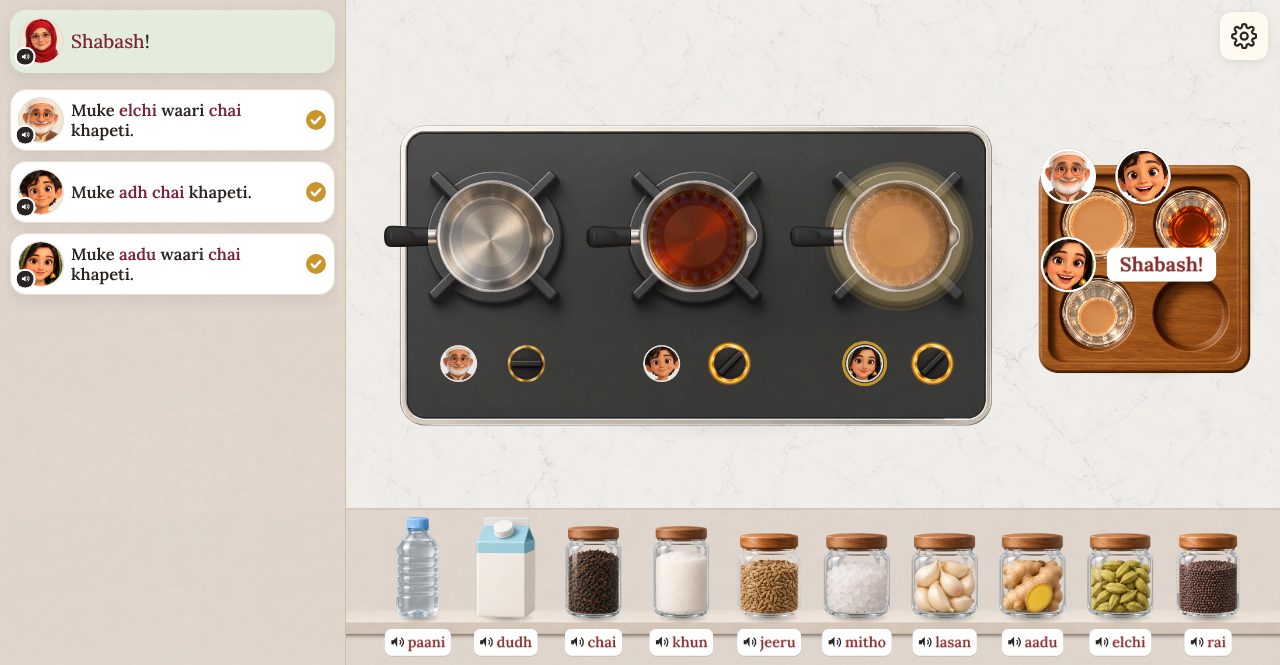 Shabash!
Muke elchi waari chai
khapeti.
Muke adh chai khapeti.
Muke aadu waari chai
khapeti.
Shabash!
paani
dudh
chai
khun
jeeru
mitho
lasan
aadu
elchi
rai